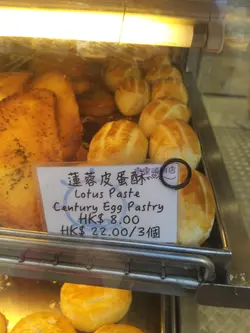 蓮蓉皮蛋酥
Lotus Paste
Century Egg Pastry
HK$ 8.00
HK$ 22.00/3個